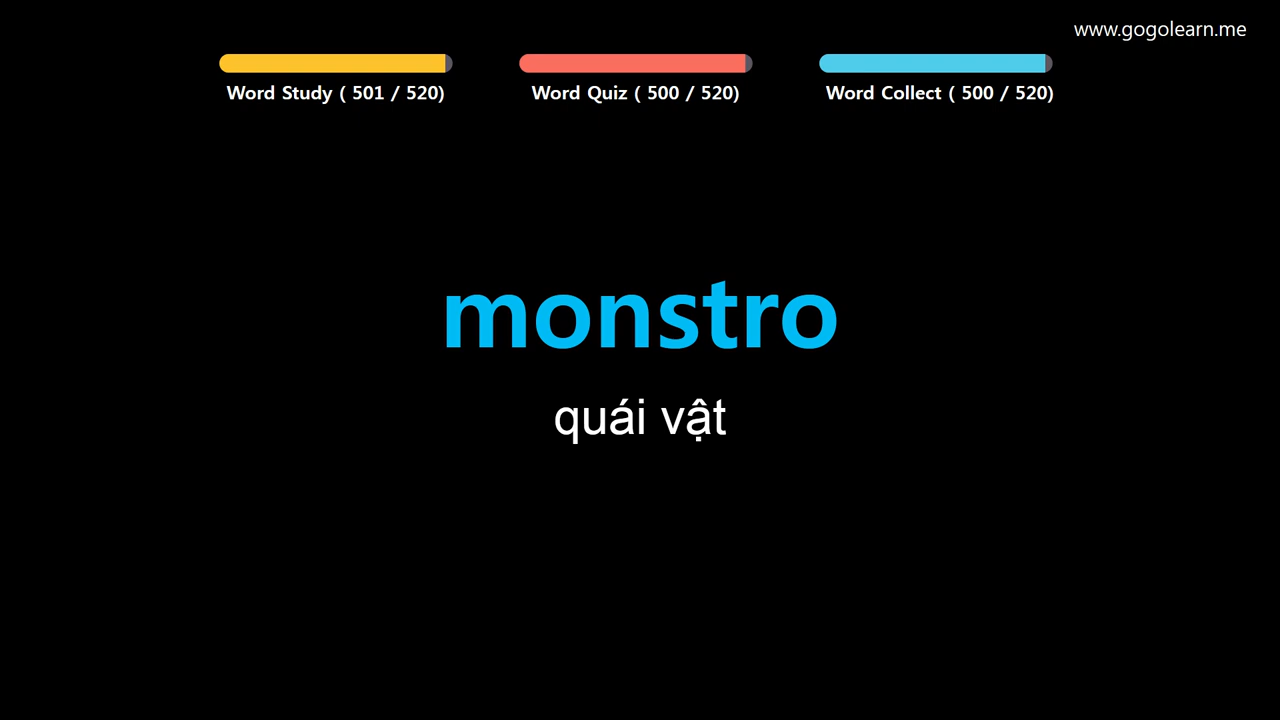 www.gogolearn.me
Word Study ( 501 / 520)
Word Quiz ( 500 / 520)
Word Collect ( 500 / 520)
monstro
quái vật